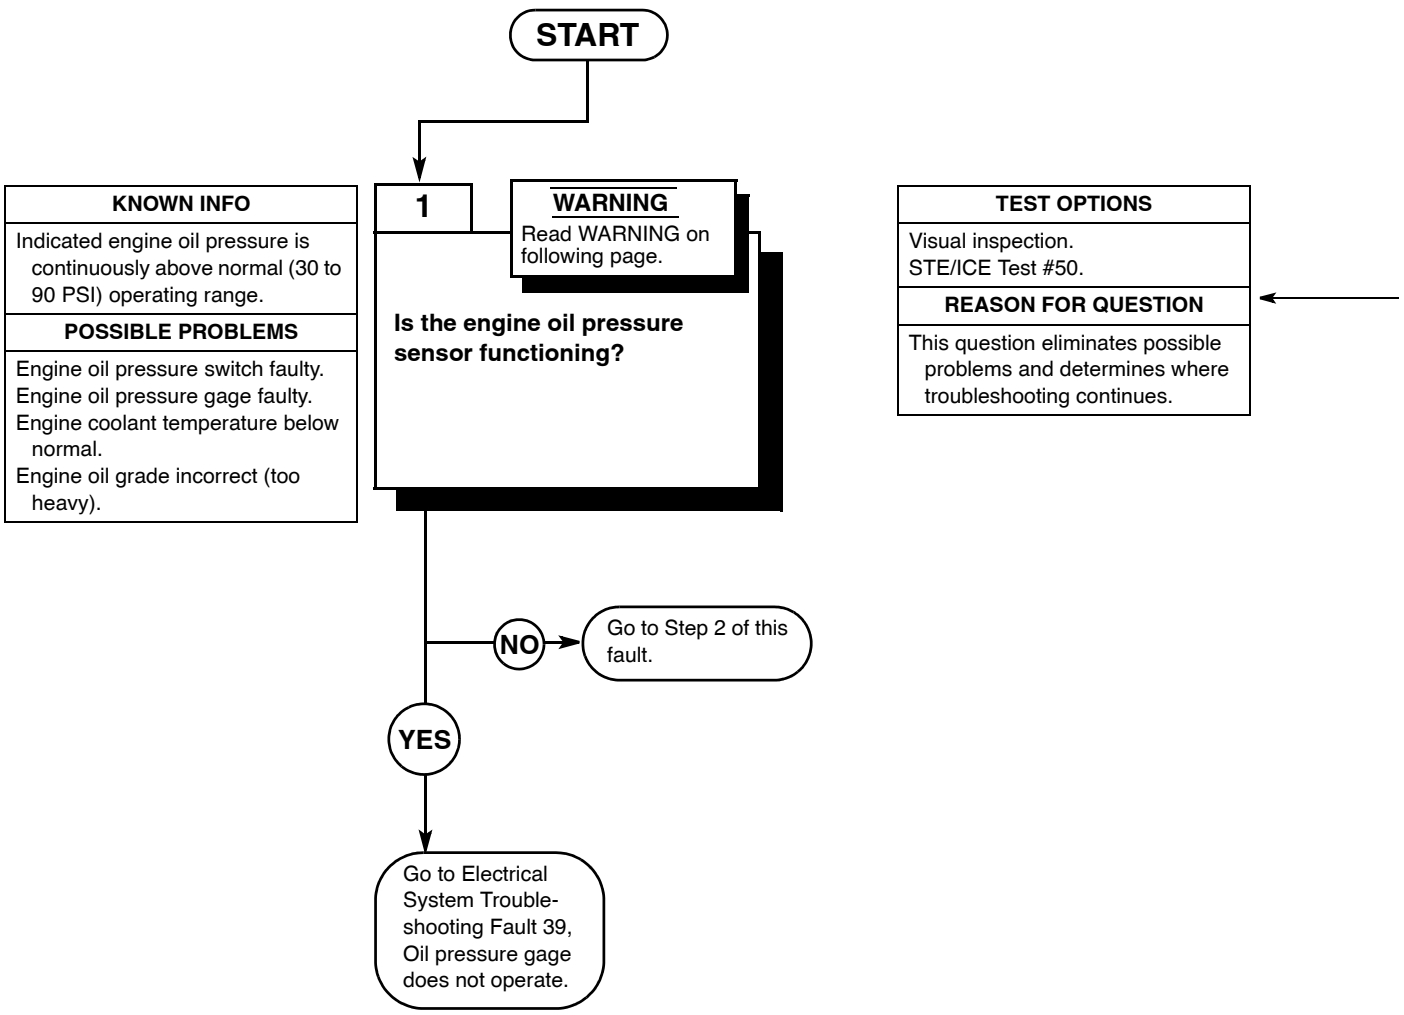 START
KNOWN INFO
Indicated engine oil pressure is
continuously above normal (30 to
90 PSI) operating range.
POSSIBLE PROBLEMS
Engine oil pressure switch faulty.
Engine oil pressure gage faulty.
Engine coolant temperature below
normal.
Engine oil grade incorrect (too
heavy).
1
WARNING
Read WARNING on
following page.
Is the engine oil pressure
sensor functioning?
TEST OPTIONS
Visual inspection.
STE/ICE Test #50.
REASON FOR QUESTION
This question eliminates possible
problems and determines where
troubleshooting continues.
NO
Go to Step 2 of this
fault.
YES
Go to Electrical
System Trouble-
shooting Fault 39,
Oil pressure gage
does not operate.